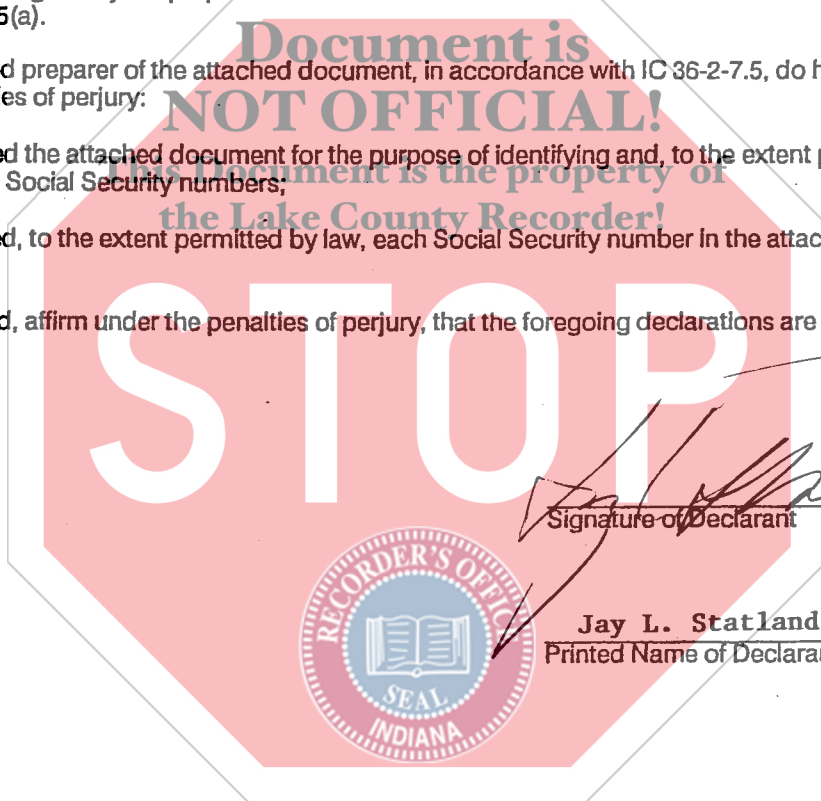 5(a).
Document is
d preparer of the attached document, in accordance with IC 36-2-7.5, do h
es of perjury:
NOT OFFICIAL!
ed the attached document for the purpose of identifying and, to the extent p
This Document is the property of
Social Security numbers;
the Lake County Recorder!
d, to the extent permitted by law, each Social Security number in the attac
d, affirm under the penalties of perjury, that the foregoing declarations are
STOP
Signature of Declarant
RECORDER'S OFFICE
Jay L. Statland
Printed Name of Declara
SEAL
INDIANA